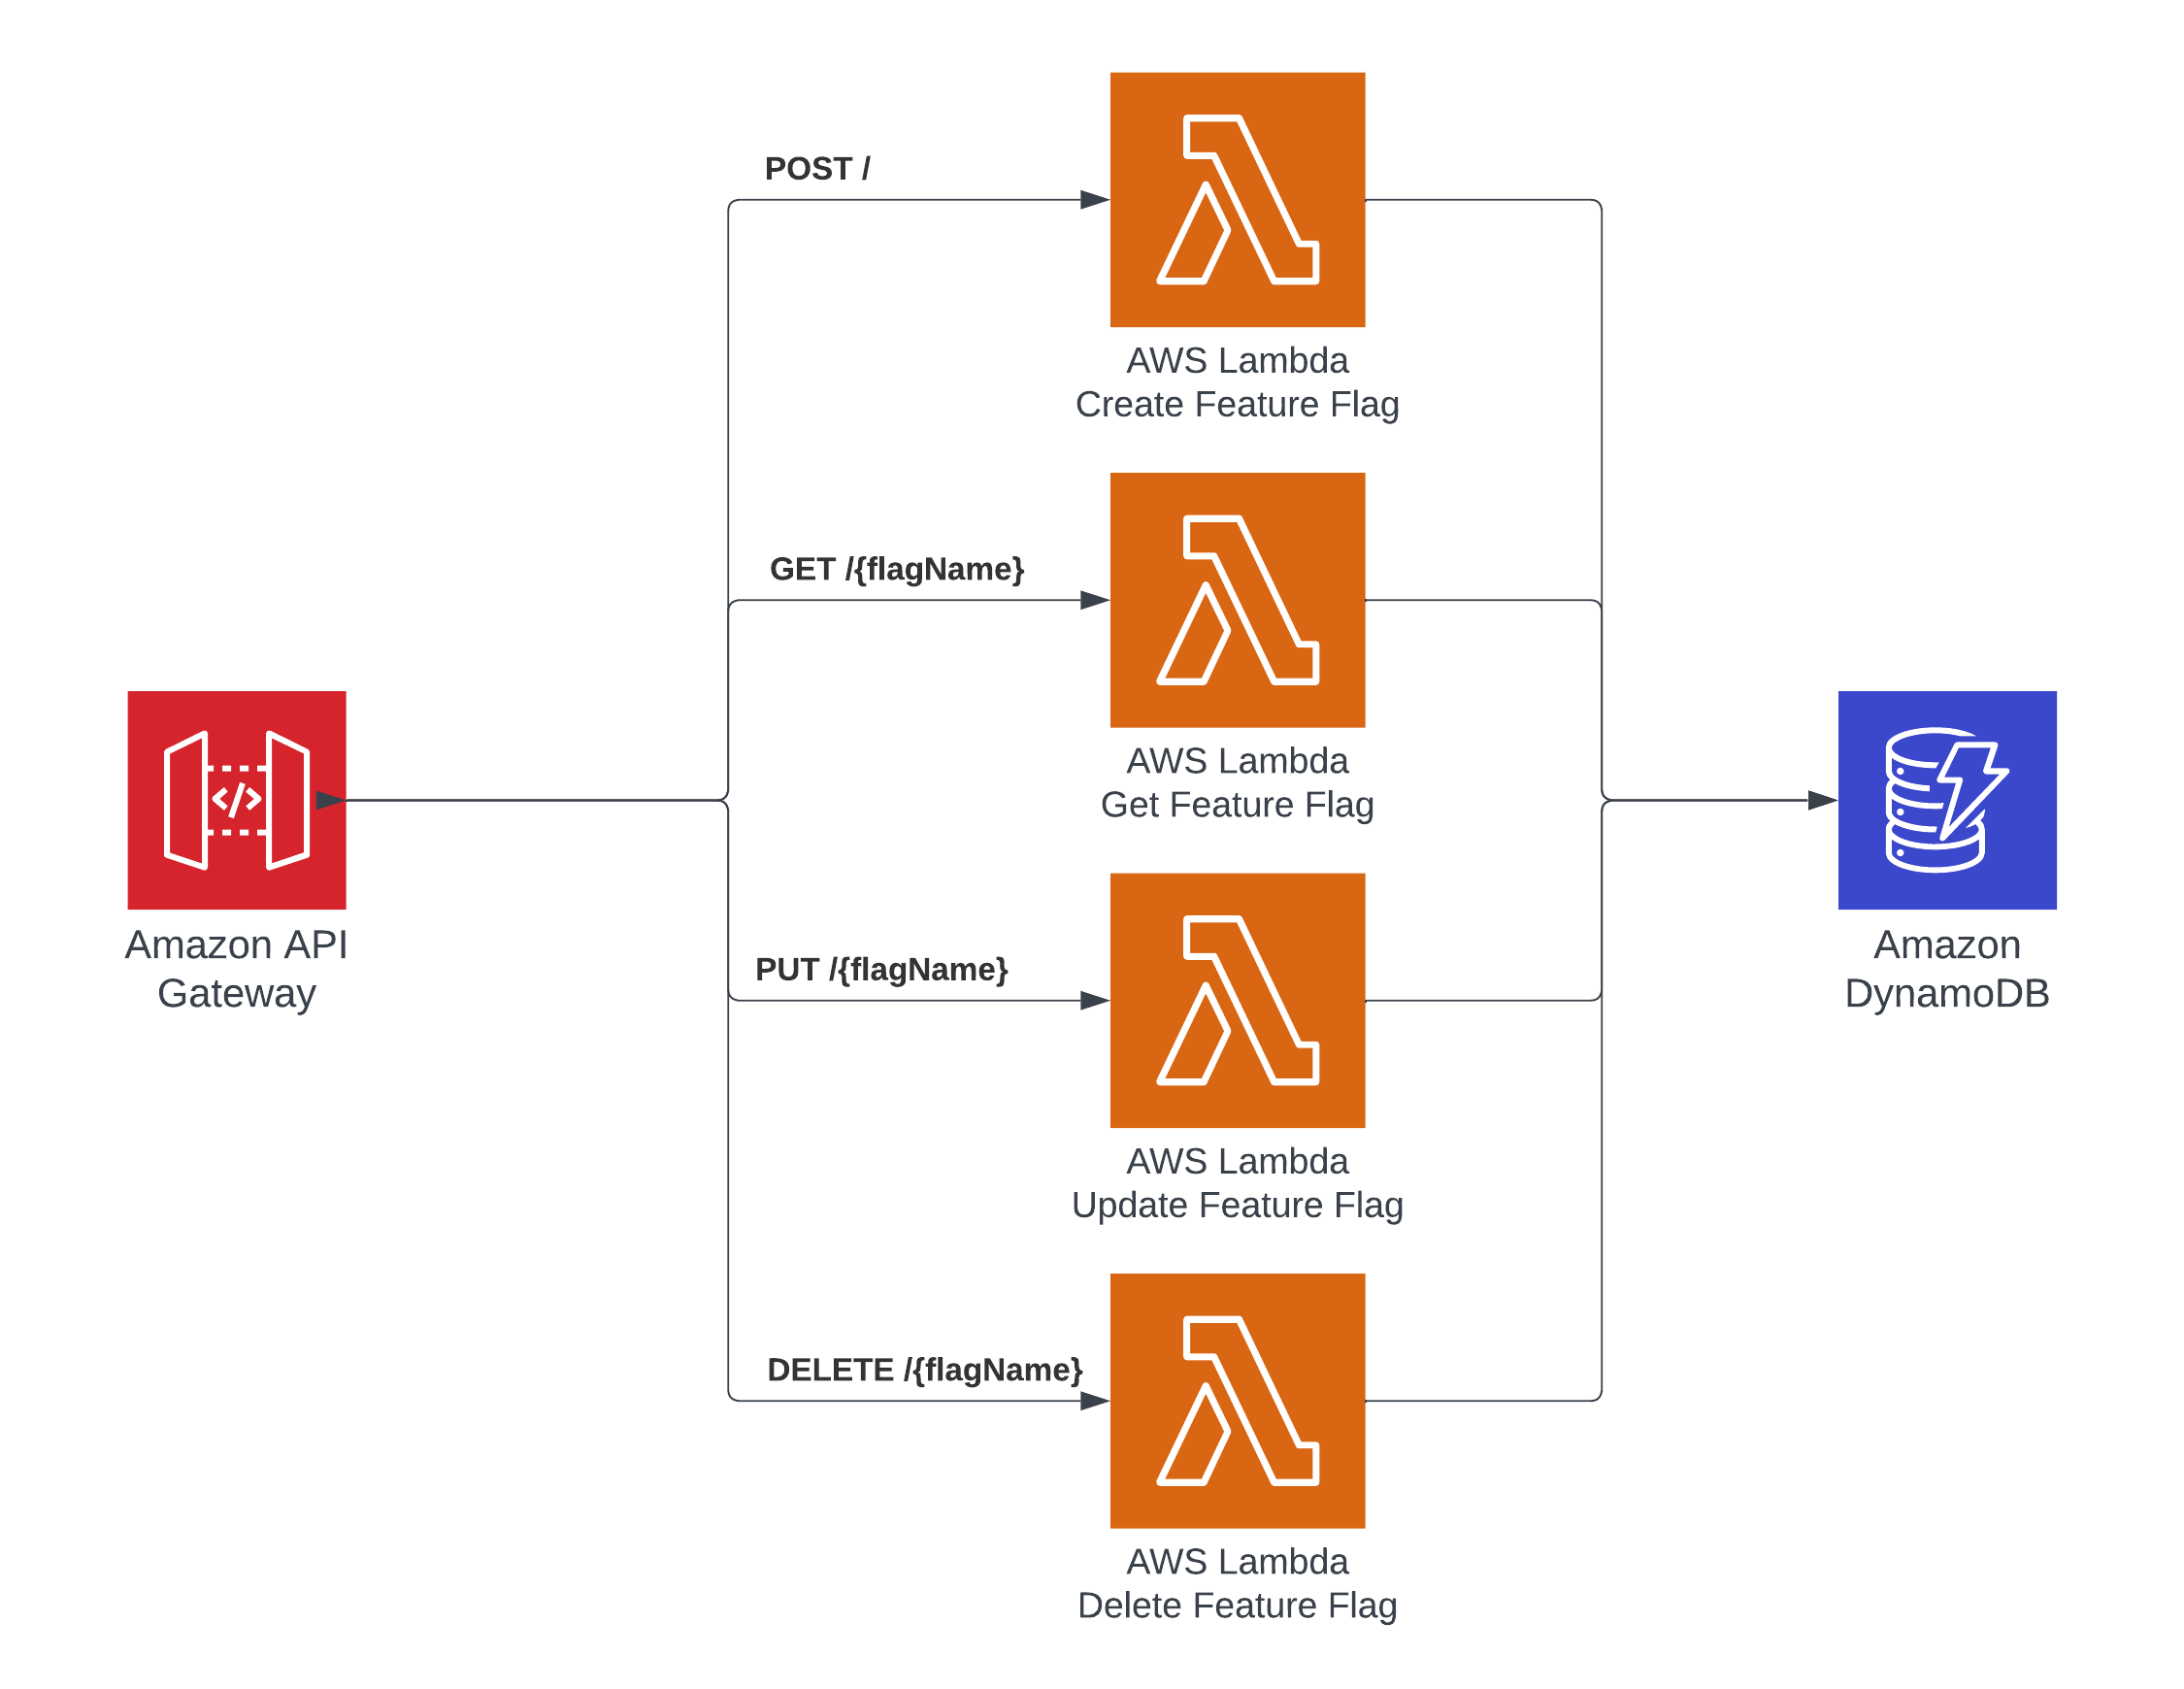 POST /
AWS Lambda
Create Feature Flag
GET /{flagName}
AWS Lambda
Get Feature Flag
Amazon API
Gateway
PUT /{flagName}
AWS Lambda
Update Feature Flag
Amazon
DynamoDB
DELETE /{flagName}
AWS Lambda
Delete Feature Flag